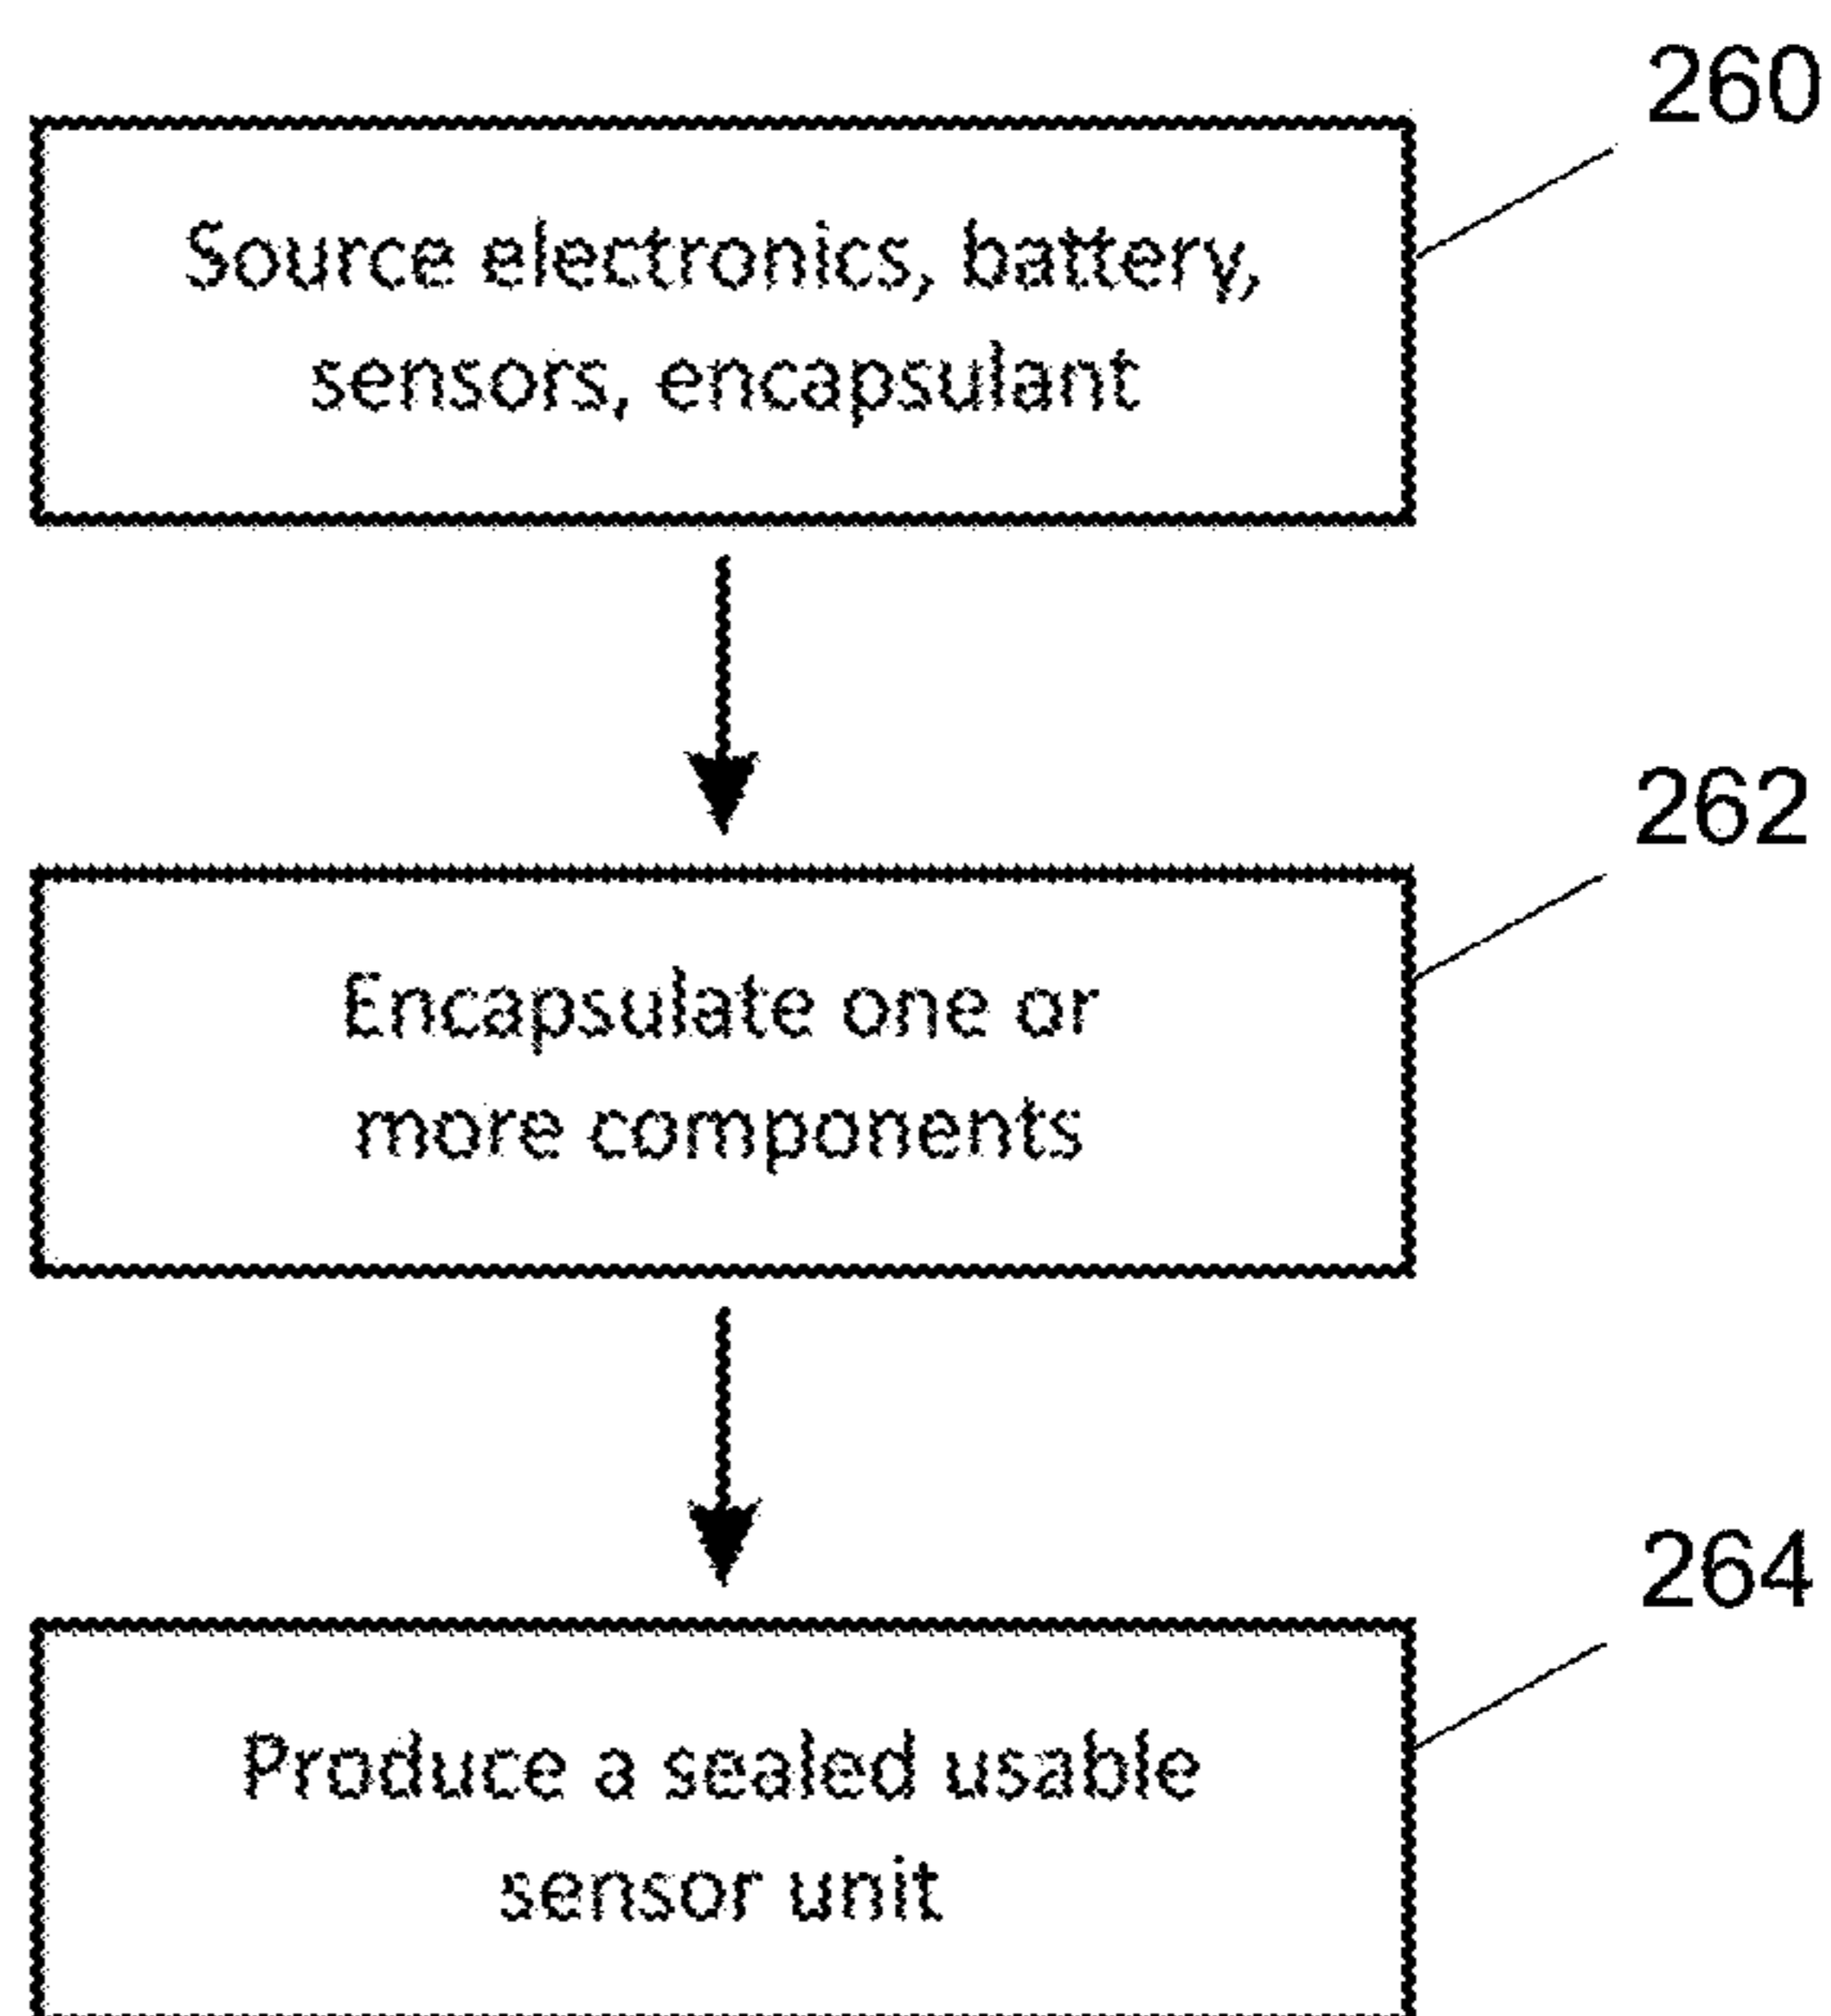 260
Source electronics, battery,
sensors, encapsulant
262
Encapsulate one or
more components
264
Produce a sealed usable
sensor unit